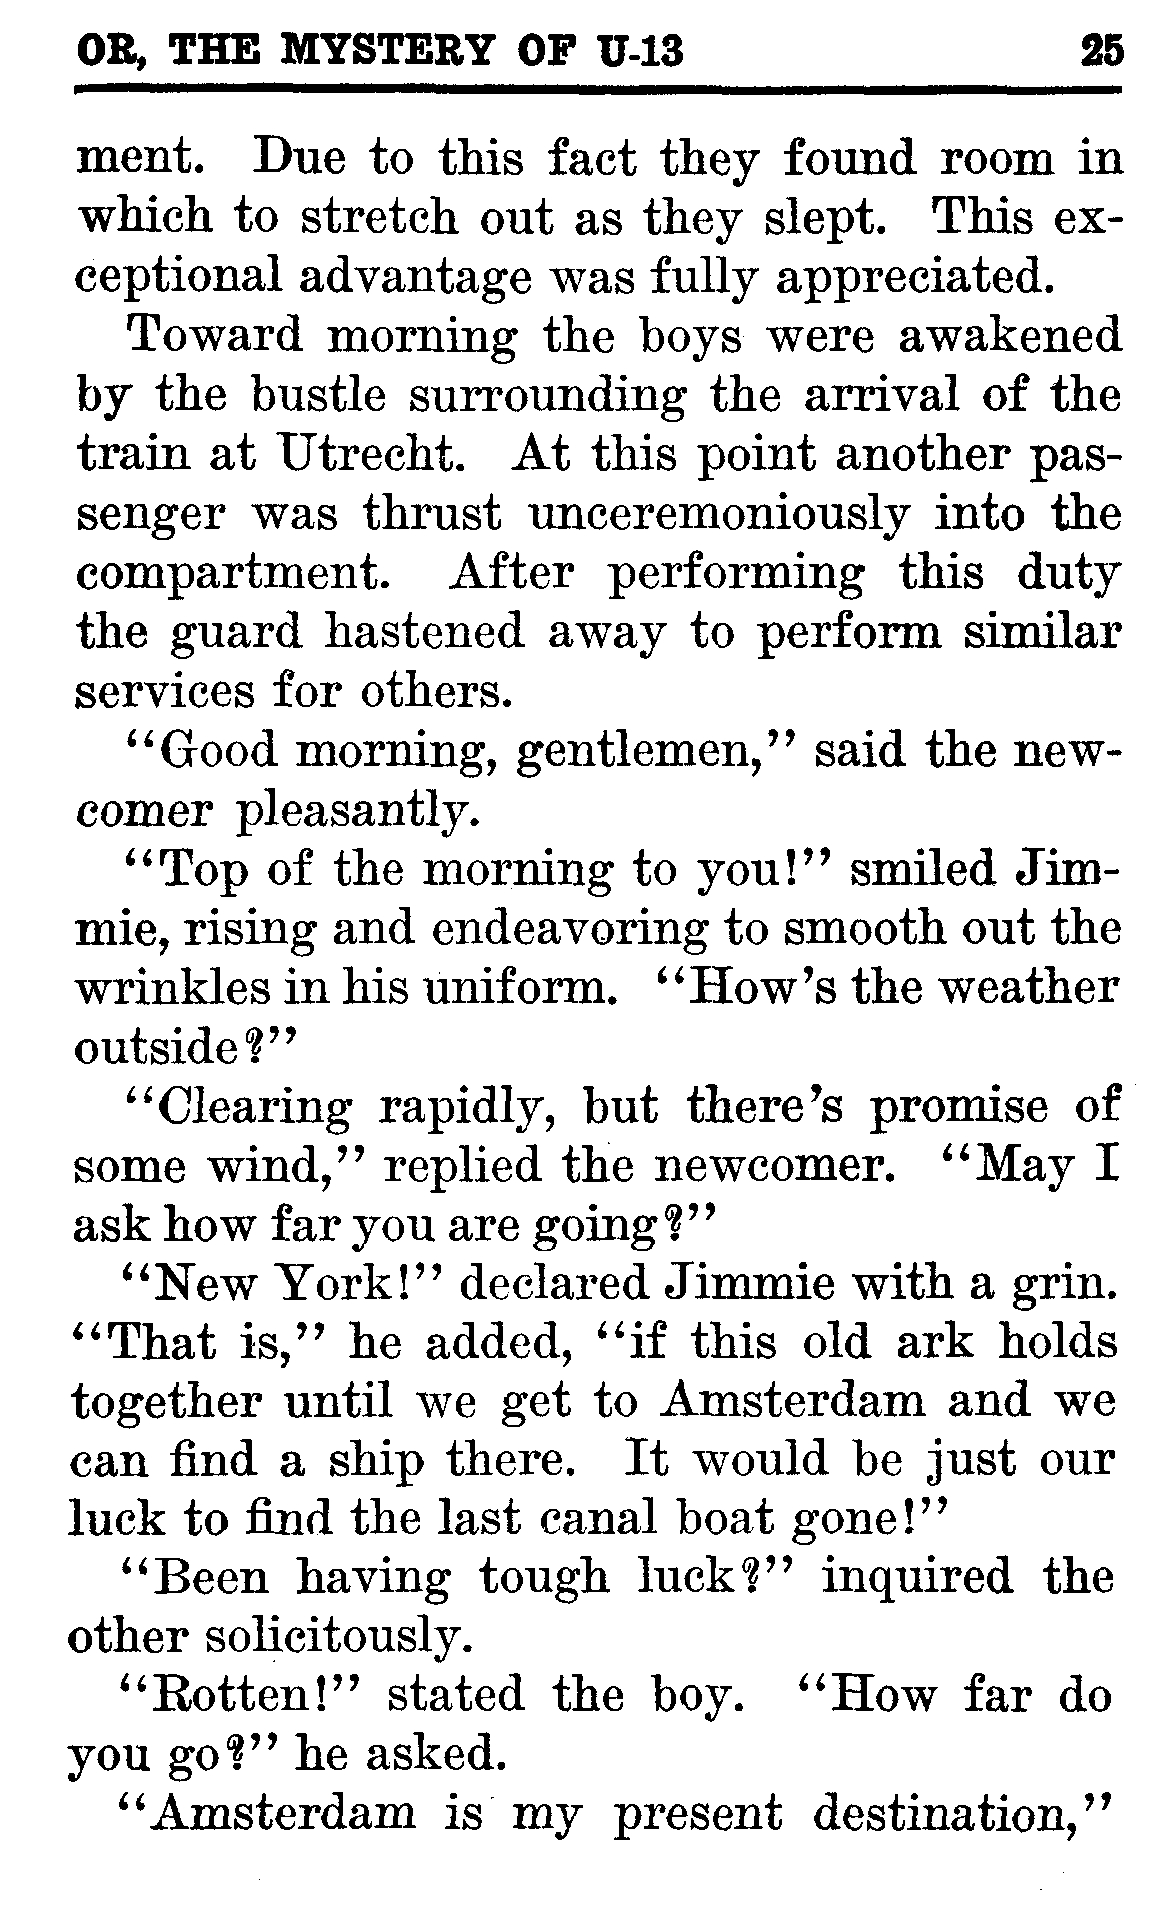 OR, THE MYSTERY OF U-13 25
ment. Due to this fact they found room in
which to stretch out as they slept. This ex-
ceptional advantage was fully appreciated.
Toward morning the boys were awakened
by the bustle surrounding the arrival of the
train at Utrecht. At this point another pas-
senger was thrust unceremoniously into the
compartment. After performing this duty
the guard hastened away to perform similar
services for others.
“Good morning, gentlemen,” said the new-
comer pleasantly.
“Top of the morning to you!” smiled Jim-
mie, rising and endeavoring to smooth out the
wrinkles in his uniform. “How’s the weather
outside?”
“Clearing rapidly, but there’s promise of
some wind,” replied the newcomer. “May I
ask how far you are going?”
“New York!” declared Jimmie with a grin.
“That is,” he added, “if this old ark holds
together until we get to Amsterdam and we
can find a ship there. It would be just our
luck to find the last canal boat gone!”
“Been having tough luck?” inquired the
other solicitously.
“Rotten!” stated the boy. “How far do
you go?” he asked.
“Amsterdam is my present destination,”